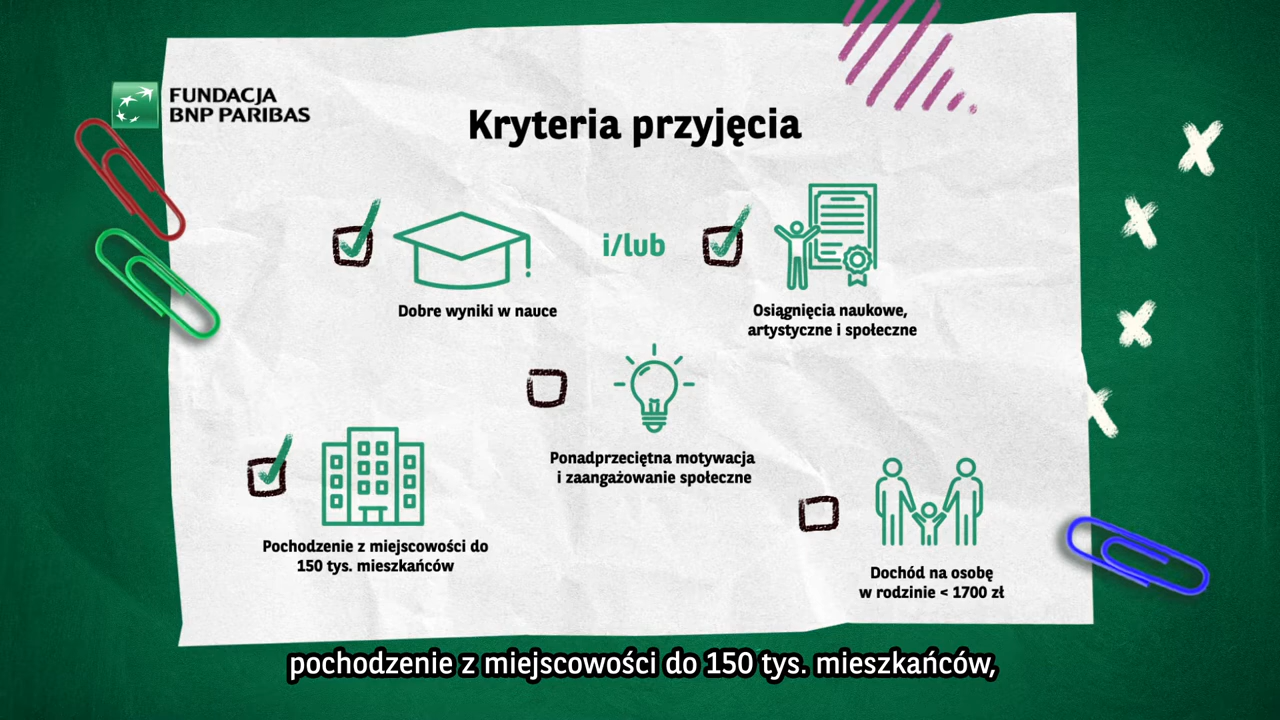 FUNDACJA
BNP PARIBAS
Kryteria przyjęcia
Dobre wyniki w nauce
i/lub
Osiągnięcia naukowe,
artystyczne i społeczne
Ponadprzeciętna motywacja
i zaangażowanie społeczne
Pochodzenie z miejscowości do
150 tys. mieszkańców
Dochód na osobę
w rodzinie < 1700 zł
pochodzenie z miejscowości do 150 tys. mieszkańców,